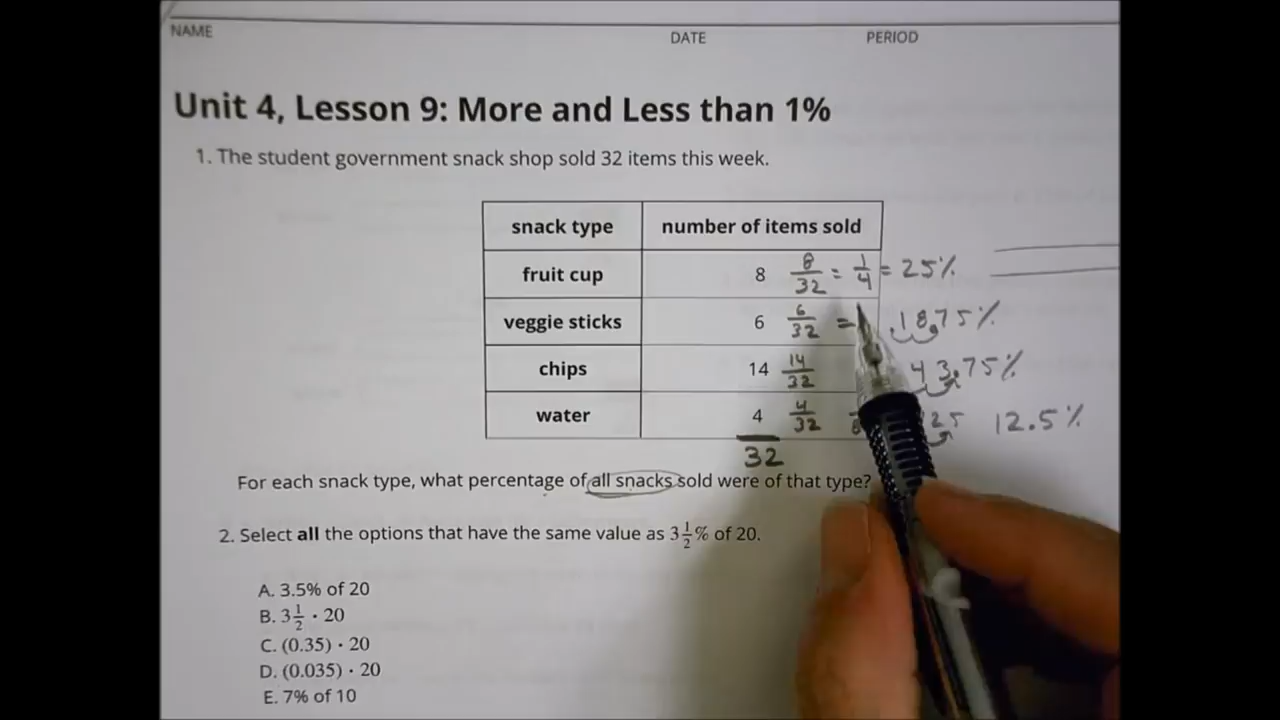 NAME DATE PERIOD
Unit 4, Lesson 9: More and Less than 1%
1. The student government snack shop sold 32 items this week.
snack type number of items sold
fruit cup 8 8/32 = 1/4 = 25%
veggie sticks 6 6/32 = .1875%
chips 14 14/32 43.75%
water 4 4/32 12.5%
32
For each snack type, what percentage of all snacks sold were of that type?
2. Select all the options that have the same value as 3 1/2% of 20.
A. 3.5% of 20
B. 3 1/2 · 20
C. (0.35) · 20
D. (0.035) · 20
E. 7% of 10